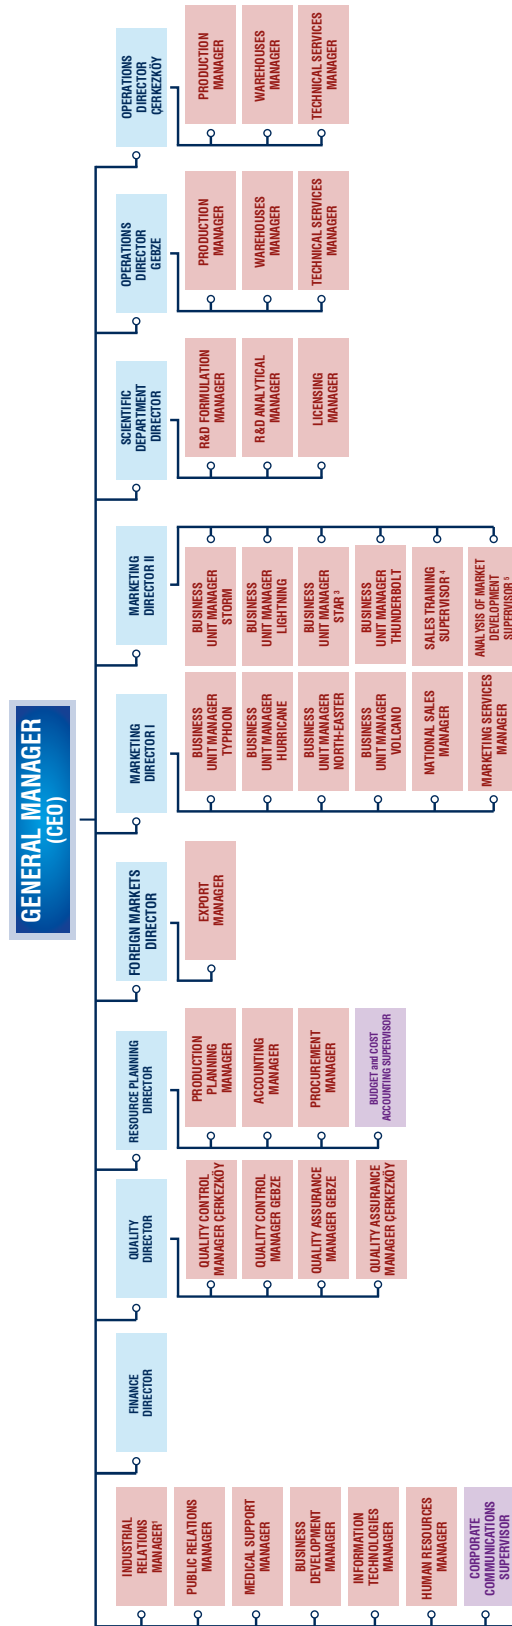 GENERAL MANAGER
(CEO)
INDUSTRIAL
RELATIONS
MANAGER¹
PUBLIC RELATIONS
MANAGER
MEDICAL SUPPORT
MANAGER
BUSINESS
DEVELOPMENT
MANAGER
INFORMATION
TECHNOLOGIES
MANAGER
HUMAN RESOURCES
MANAGER
CORPORATE
COMMUNICATIONS
SUPERVISOR
FINANCE
DIRECTOR
QUALITY
DIRECTOR
QUALITY CONTROL
MANAGER ÇERKEZKÖY
QUALITY CONTROL
MANAGER GEBZE
QUALITY ASSURANCE
MANAGER GEBZE
QUALITY ASSURANCE
MANAGER ÇERKEZKÖY
RESOURCE PLANNING
DIRECTOR
PRODUCTION
PLANNING
MANAGER
ACCOUNTING
MANAGER
PROCUREMENT
MANAGER
BUDGET and COST
ACCOUNTING SUPERVISOR
FOREIGN MARKETS
DIRECTOR
EXPORT
MANAGER
MARKETING
DIRECTOR I
BUSINESS
UNIT MANAGER
TYPHOON
BUSINESS
UNIT MANAGER
HURRICANE
BUSINESS
UNIT MANAGER
NORTH-EASTER
BUSINESS
UNIT MANAGER
VOLCANO
NATIONAL SALES
MANAGER
MARKETING SERVICES
MANAGER
MARKETING
DIRECTOR II
BUSINESS
UNIT MANAGER
STORM
BUSINESS
UNIT MANAGER
LIGHTNING
BUSINESS
UNIT MANAGER
STAR ³
BUSINESS
UNIT MANAGER
THUNDERBOLT
SALES TRAINING
SUPERVISOR ⁴
ANALYSIS OF MARKET
DEVELOPMENT
SUPERVISOR ⁵
SCIENTIFIC
DEPARTMENT
DIRECTOR
R&D FORMULATION
MANAGER
R&D ANALYTICAL
MANAGER
LICENSING
MANAGER
OPERATIONS
DIRECTOR
GEBZE
PRODUCTION
MANAGER
WAREHOUSES
MANAGER
TECHNICAL SERVICES
MANAGER
OPERATIONS
DIRECTOR
ÇERKEZKÖY
PRODUCTION
MANAGER
WAREHOUSES
MANAGER
TECHNICAL SERVICES
MANAGER